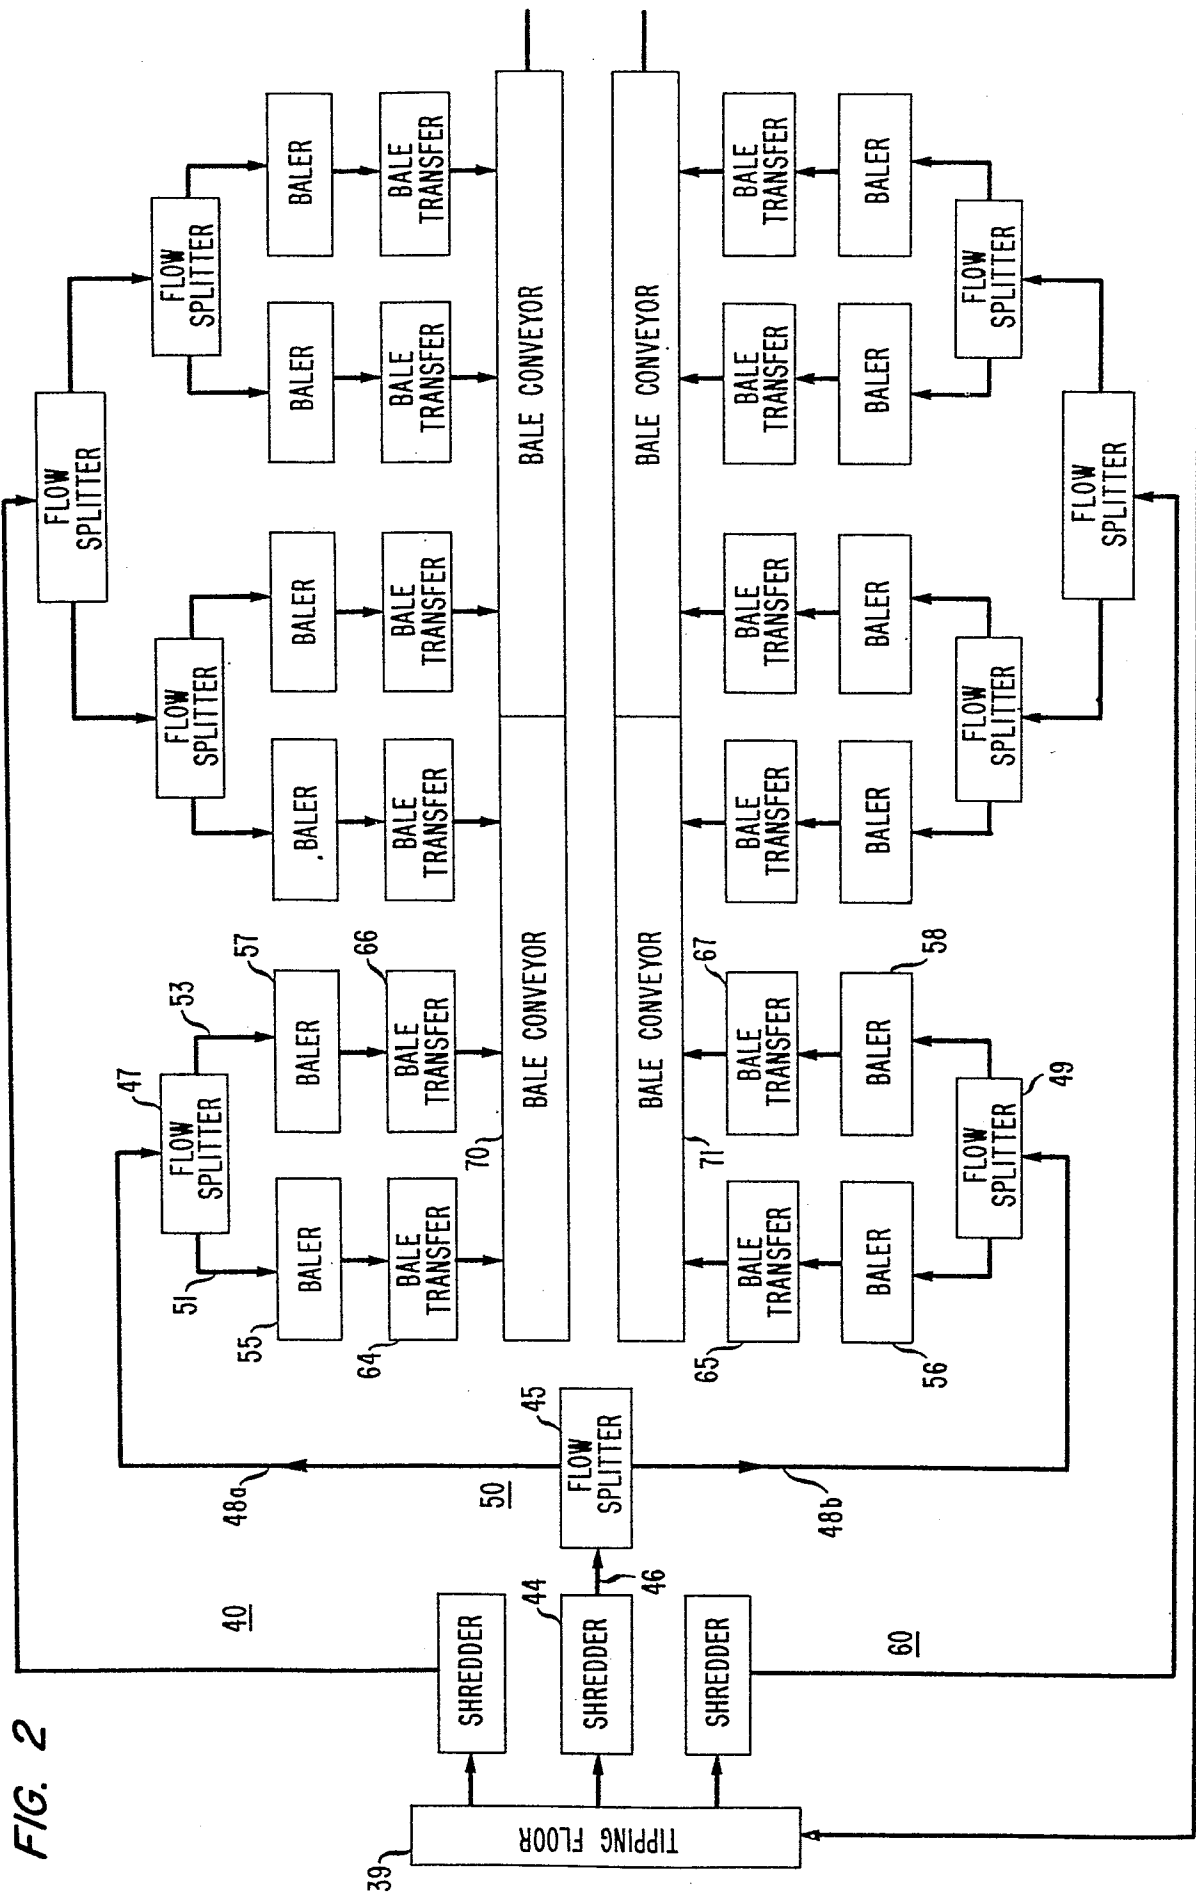 FIG. 2
FLOW
SPLITTER
FLOW
SPLITTER
FLOW
SPLITTER
47
FLOW
SPLITTER
51
53
55
BALER
57
BALER
BALER
BALER
BALER
BALER
64
BALE
TRANSFER
66
BALE
TRANSFER
BALE
TRANSFER
BALE
TRANSFER
BALE
TRANSFER
BALE
TRANSFER
70
BALE CONVEYOR
BALE CONVEYOR
39
TIPPING FLOOR
SHREDDER
44
SHREDDER
SHREDDER
40
46
60
48a
50
45
FLOW
SPLITTER
48b
71
BALE CONVEYOR
BALE CONVEYOR
65
BALE
TRANSFER
67
BALE
TRANSFER
BALE
TRANSFER
BALE
TRANSFER
BALE
TRANSFER
BALE
TRANSFER
56
BALER
58
BALER
BALER
BALER
BALER
BALER
49
FLOW
SPLITTER
FLOW
SPLITTER
FLOW
SPLITTER
FLOW
SPLITTER